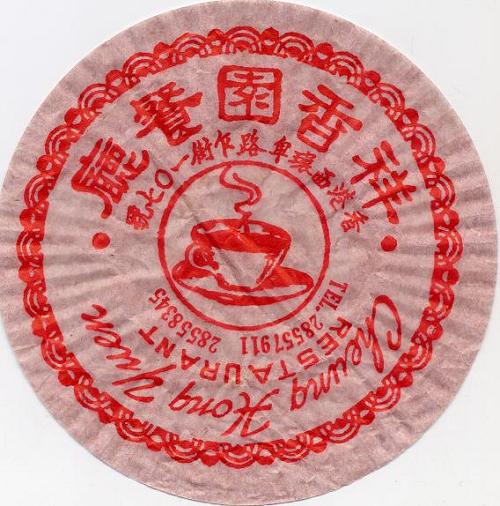 祥香園餐廳
香港西環卑路乍街一〇七號
TEL.28557911 28558345
RESTAURANT
Cheung Hong Yuen